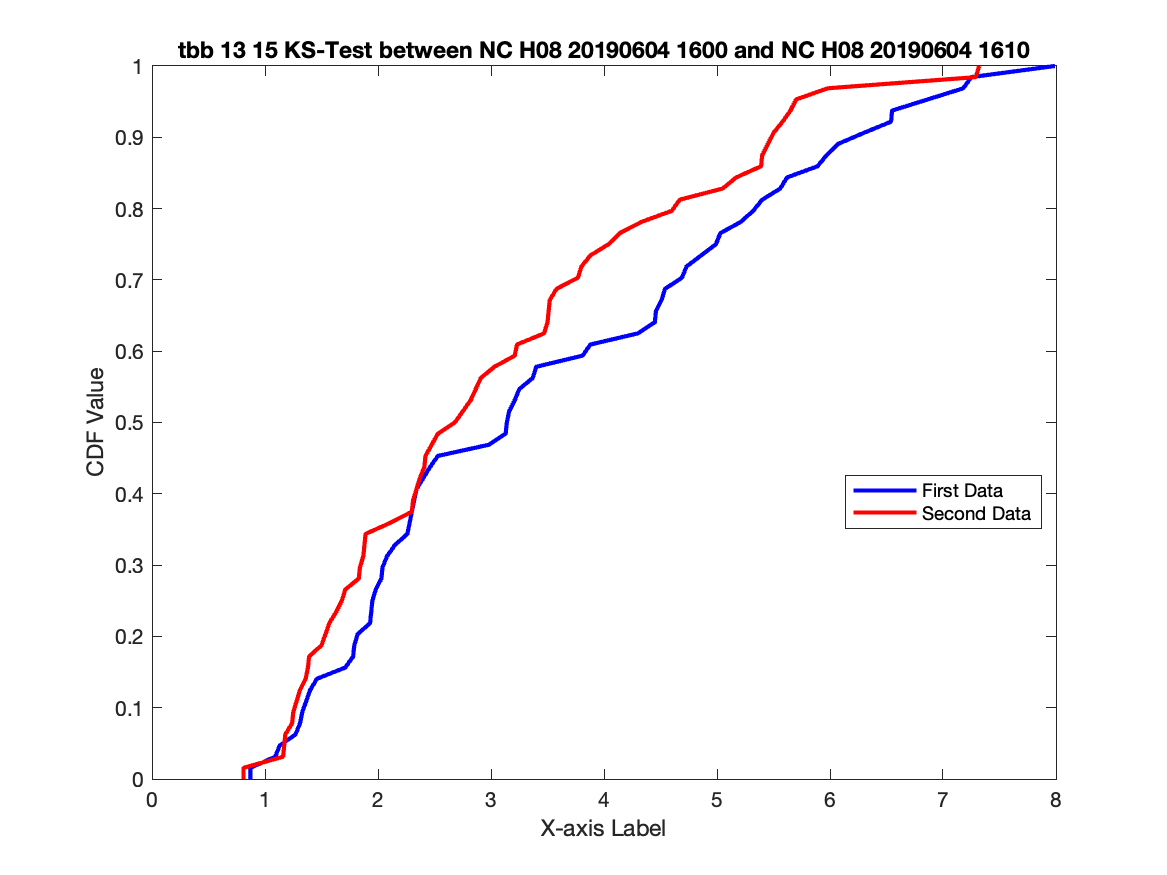 tbb 13 15 KS-Test between NC H08 20190604 1600 and NC H08 20190604 1610
1
0.9
0.8
0.7
0.6
0.5
0.4
0.3
0.2
0.1
0
CDF Value
First Data
Second Data
0 1 2 3 4 5 6 7 8
X-axis Label